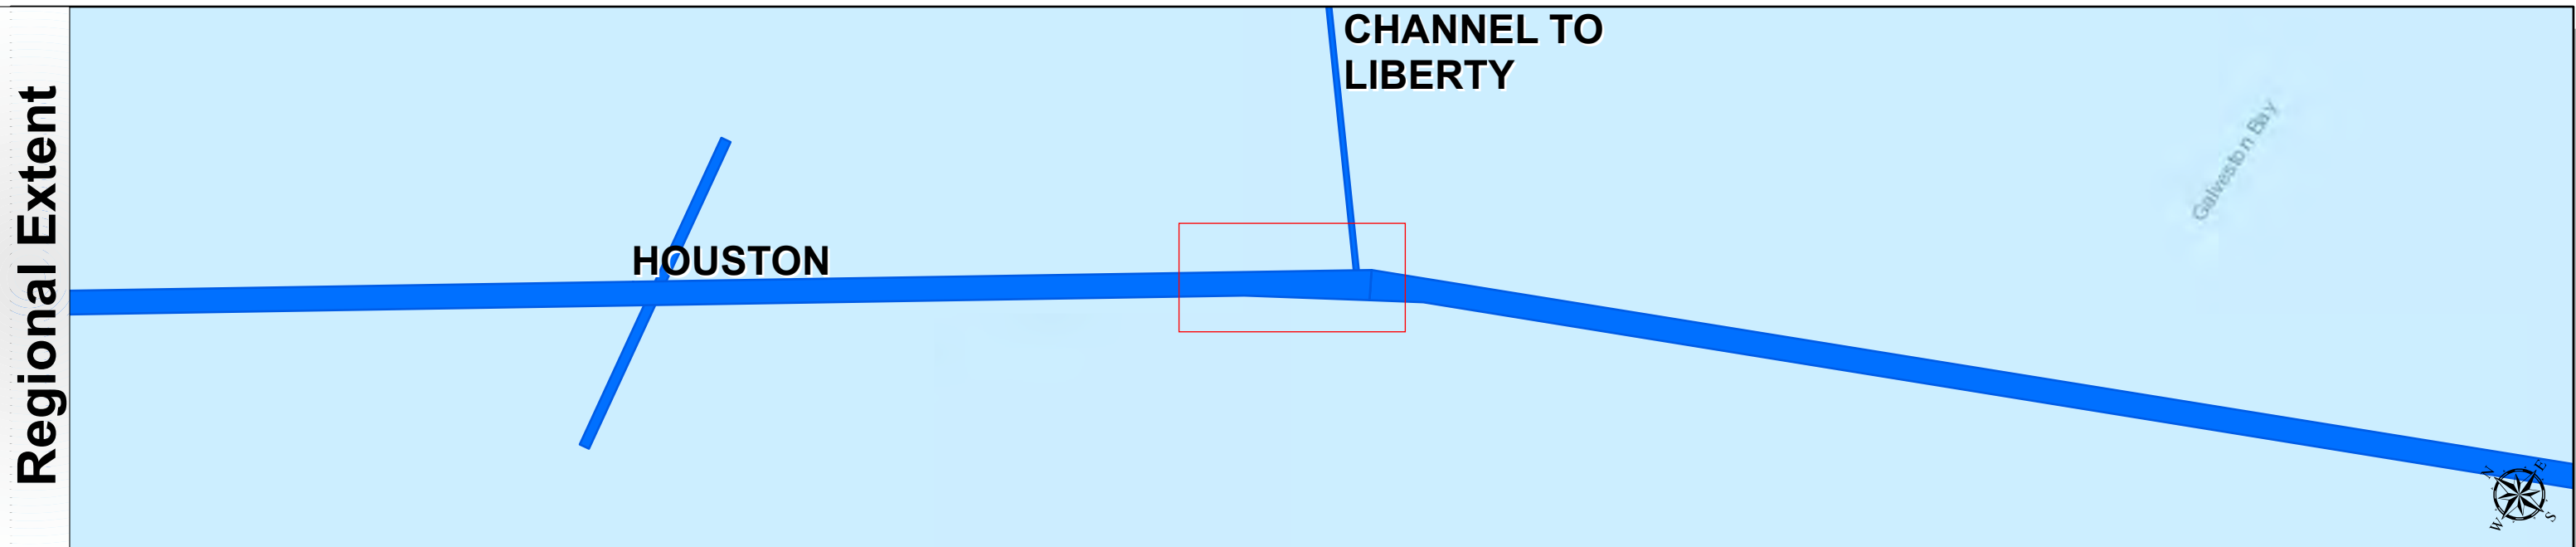 Regional Extent
CHANNEL TO
LIBERTY
HOUSTON
Galveston Bay
N
E
W
S